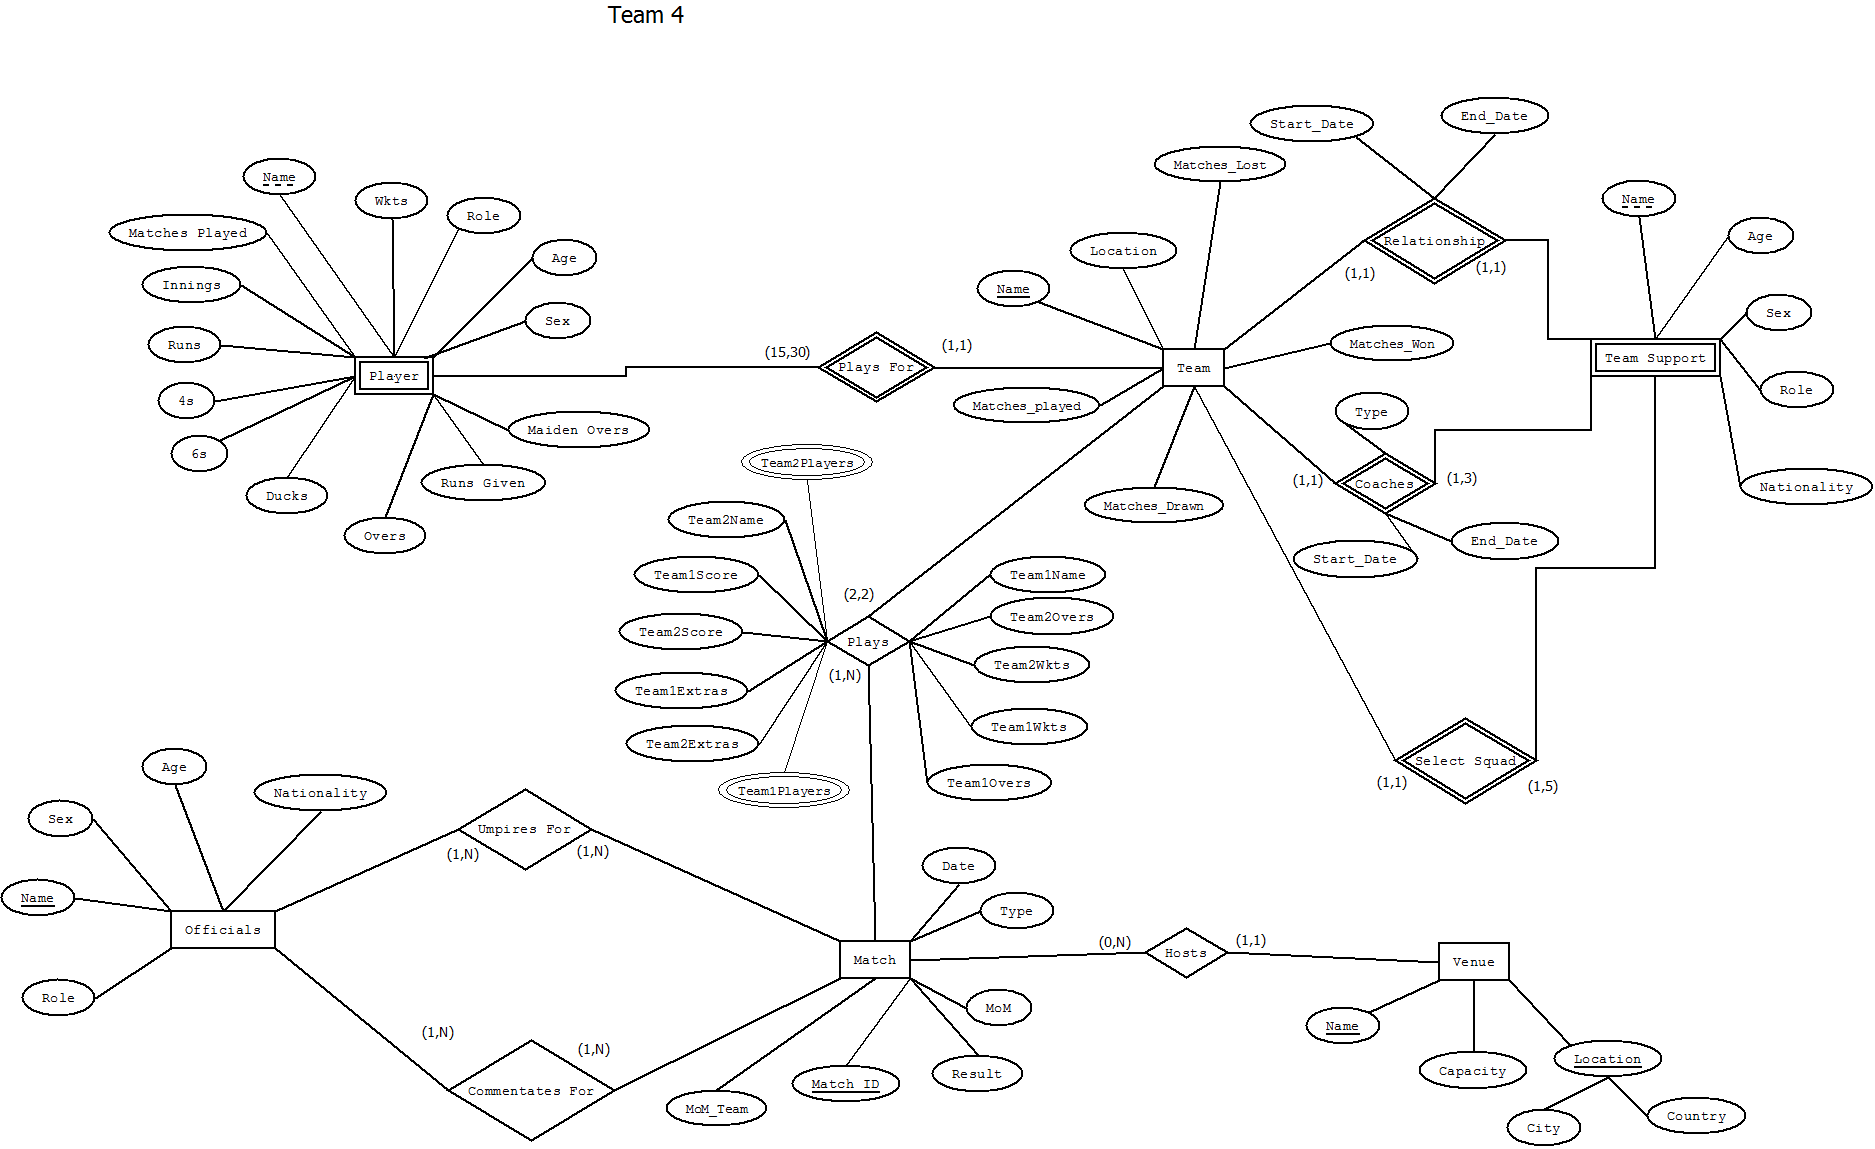 Team 4
End_Date
Start_Date
Matches_Lost
Name
Wkts
Role
Name
Matches Played
Age
Location
Relationship
Age
(1,1)
(1,1)
Innings
Name
Sex
Sex
Runs
(15,30)
(1,1)
Matches_Won
Team Support
Player
Plays For
Team
Role
4s
Matches_played
Type
Maiden Overs
6s
Team2Players
Runs Given
(1,1)
Coaches
(1,3)
Nationality
Ducks
Matches_Drawn
Team2Name
Overs
End_Date
Start_Date
Team1Score
Team1Name
(2,2)
Team2Overs
Team2Score
Plays
Team2Wkts
(1,N)
Team1Extras
Team1Wkts
Team2Extras
Select Squad
Age
Team1Overs
(1,1)
(1,5)
Nationality
Team1Players
Sex
Umpires For
(1,N)
(1,N)
Date
Name
Type
Officials
(0,N)
(1,1)
Hosts
Match
Venue
Role
MoM
Name
(1,N)
(1,N)
Location
Capacity
Result
Match ID
Commentates For
MoM_Team
Country
City